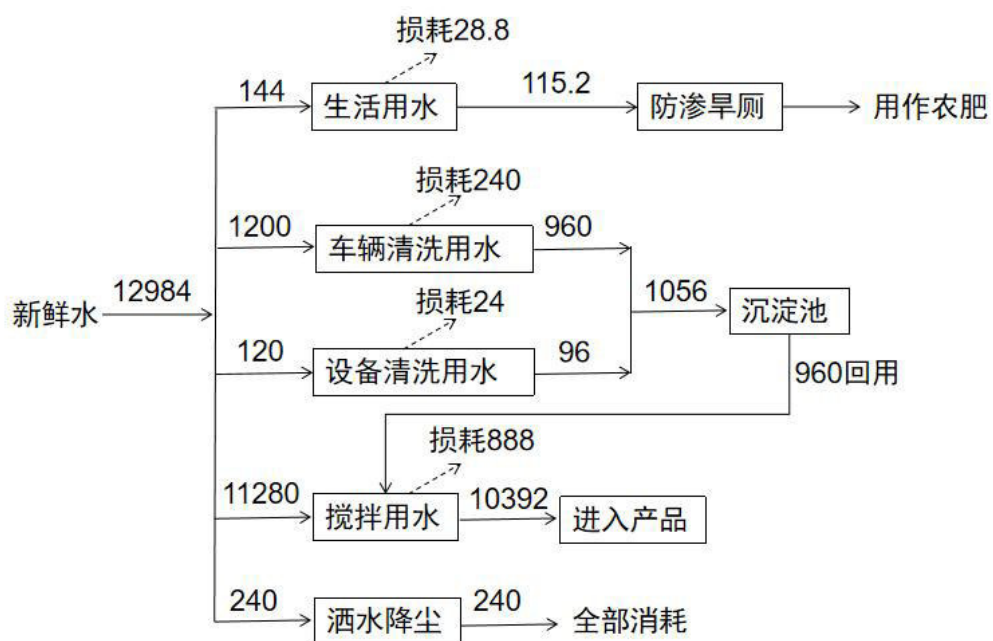 损耗28.8
144
生活用水
115.2
防渗旱厕
用作农肥
损耗240
1200
车辆清洗用水
960
新鲜水
12984
损耗24
1056
沉淀池
120
设备清洗用水
96
960回用
损耗888
11280
搅拌用水
10392
进入产品
240
洒水降尘
240
全部消耗